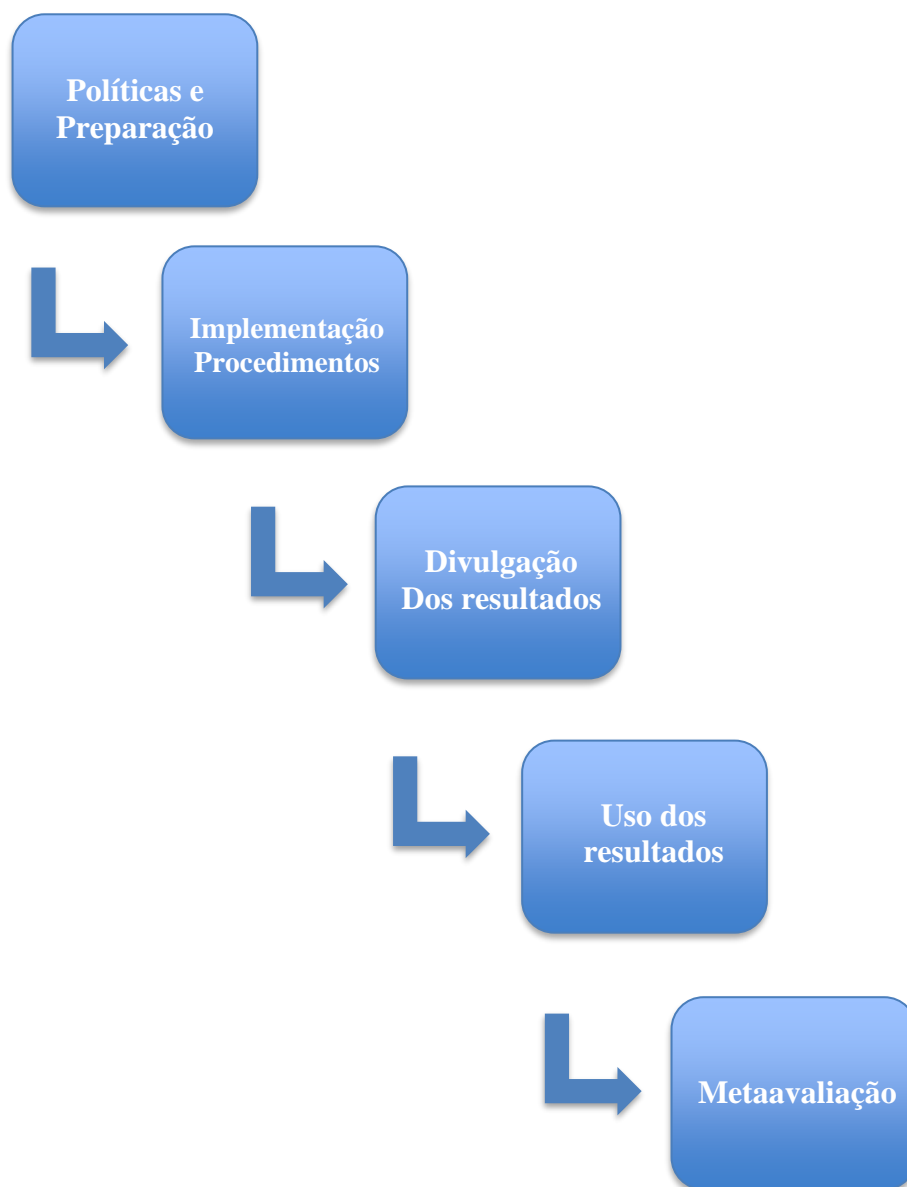 Políticas e
Preparação
Implementação
Procedimentos
Divulgação
Dos resultados
Uso dos
resultados
Metaavaliação